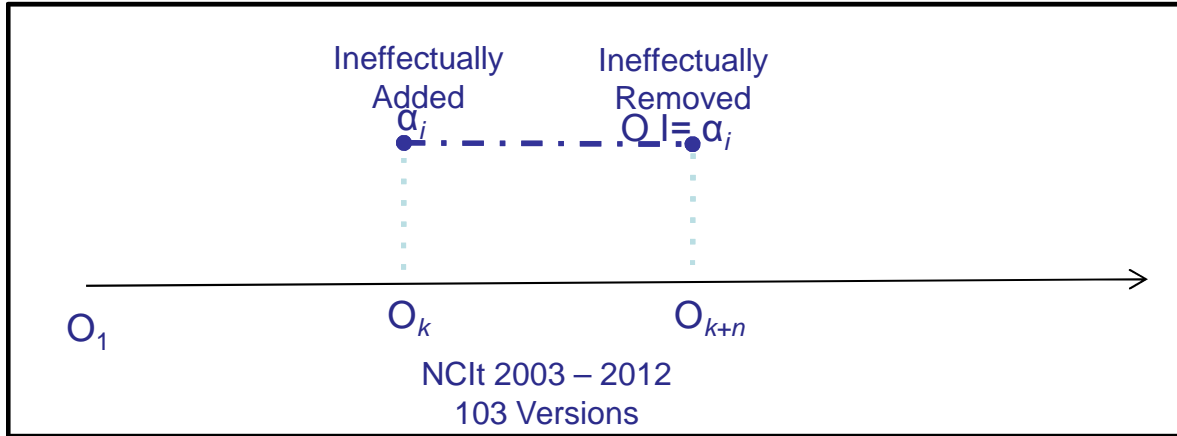 Ineffectually Ineffectually
Added Removed
α𝑖 O I= α𝑖
O₁ Oₖ Oₖ₊ₙ
NCIt 2003 – 2012
103 Versions